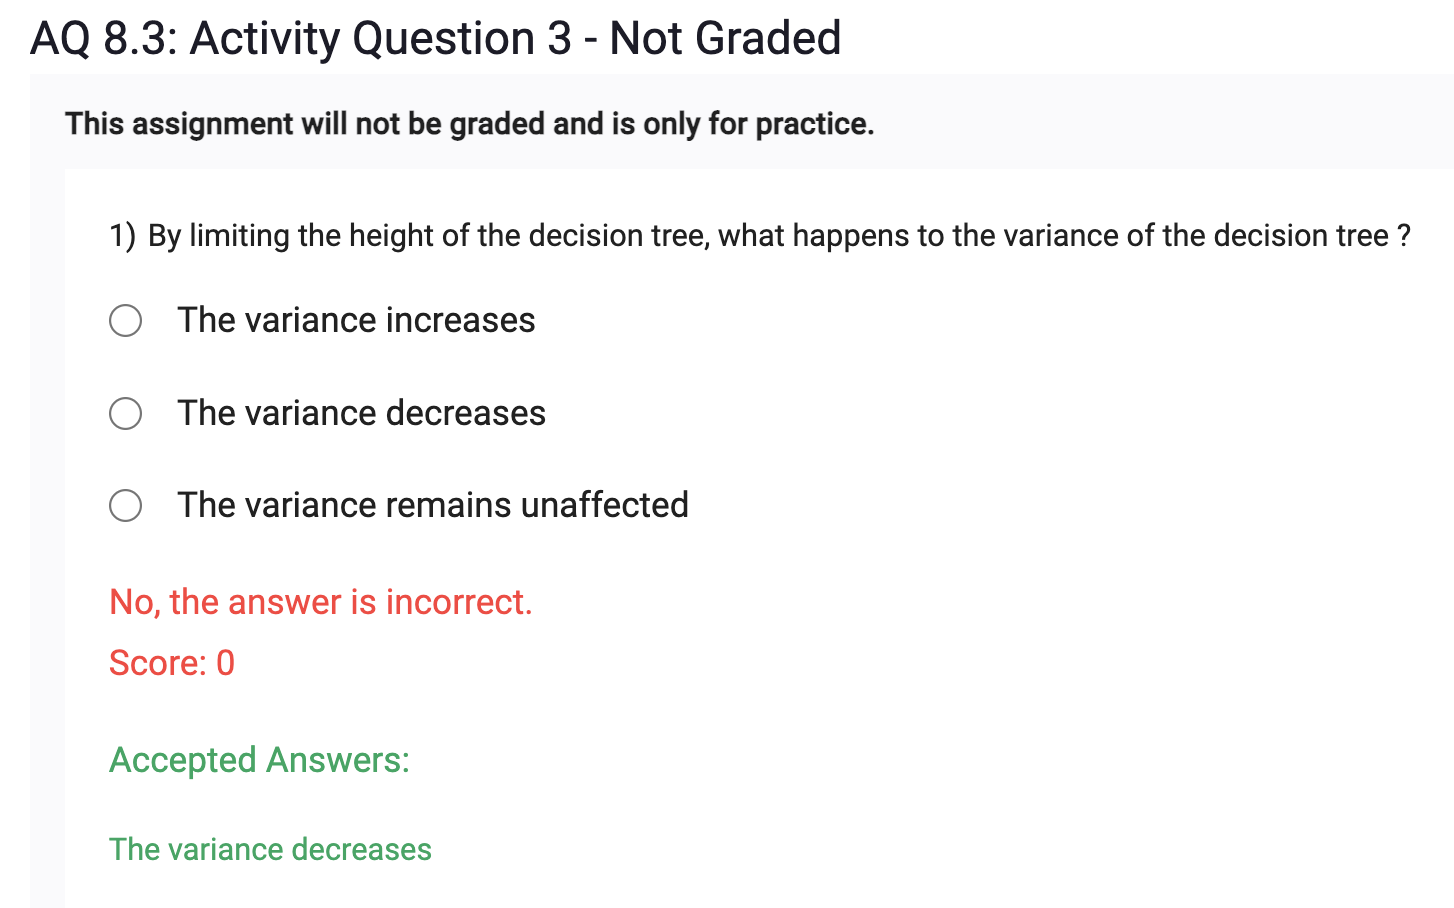 AQ 8.3: Activity Question 3 - Not Graded
This assignment will not be graded and is only for practice.
1) By limiting the height of the decision tree, what happens to the variance of the decision tree ?
The variance increases
The variance decreases
The variance remains unaffected
No, the answer is incorrect.
Score: 0
Accepted Answers:
The variance decreases